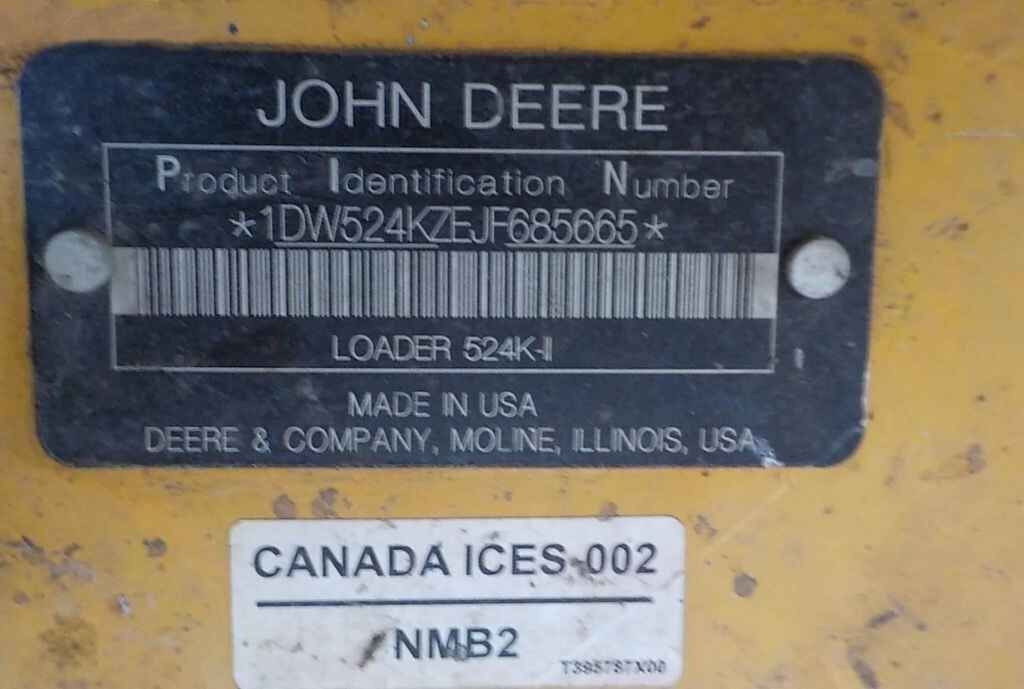 JOHN DEERE
Product Identification Number
*1DW524KZEJF685665*
LOADER 524K-II
MADE IN USA
DEERE & COMPANY, MOLINE, ILLINOIS, USA
CANADA ICES-002
NMB2
T395787X00